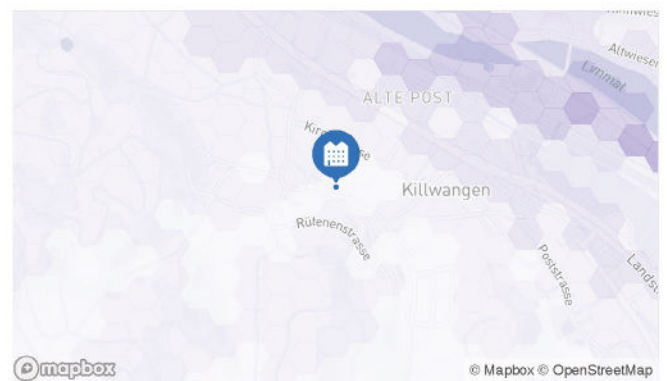 Altwiesen
Limmat
ALTE POST
Killwangen
Rütenenstrasse
Poststrasse
mapbox
© Mapbox © OpenStreetMap